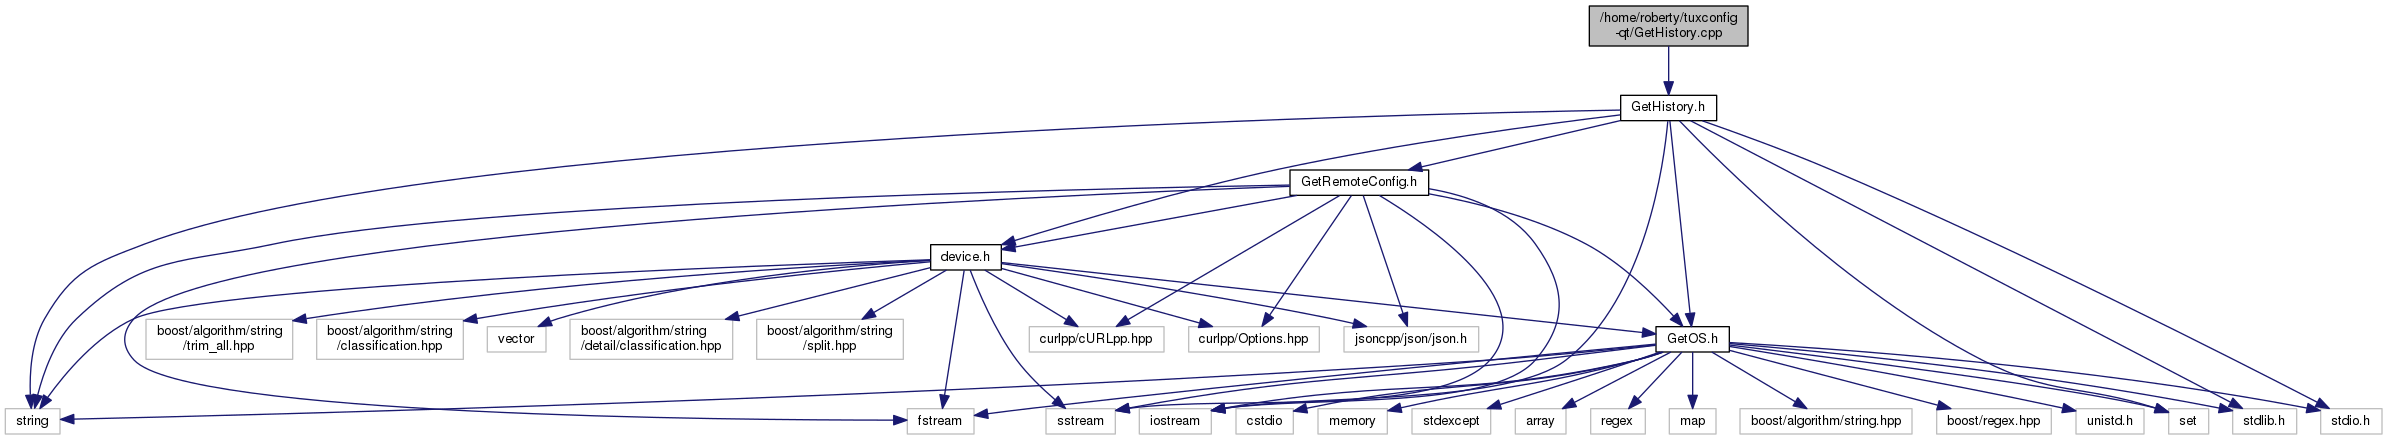 /home/roberty/tuxconfig
-qt/GetHistory.cpp
GetHistory.h
GetRemoteConfig.h
device.h
boost/algorithm/string
/trim_all.hpp
boost/algorithm/string
/classification.hpp
vector
boost/algorithm/string
/detail/classification.hpp
boost/algorithm/string
/split.hpp
curlpp/cURLpp.hpp
curlpp/Options.hpp
jsoncpp/json/json.h
GetOS.h
string
fstream
sstream
iostream
cstdio
memory
stdexcept
array
regex
map
boost/algorithm/string.hpp
boost/regex.hpp
unistd.h
set
stdlib.h
stdio.h